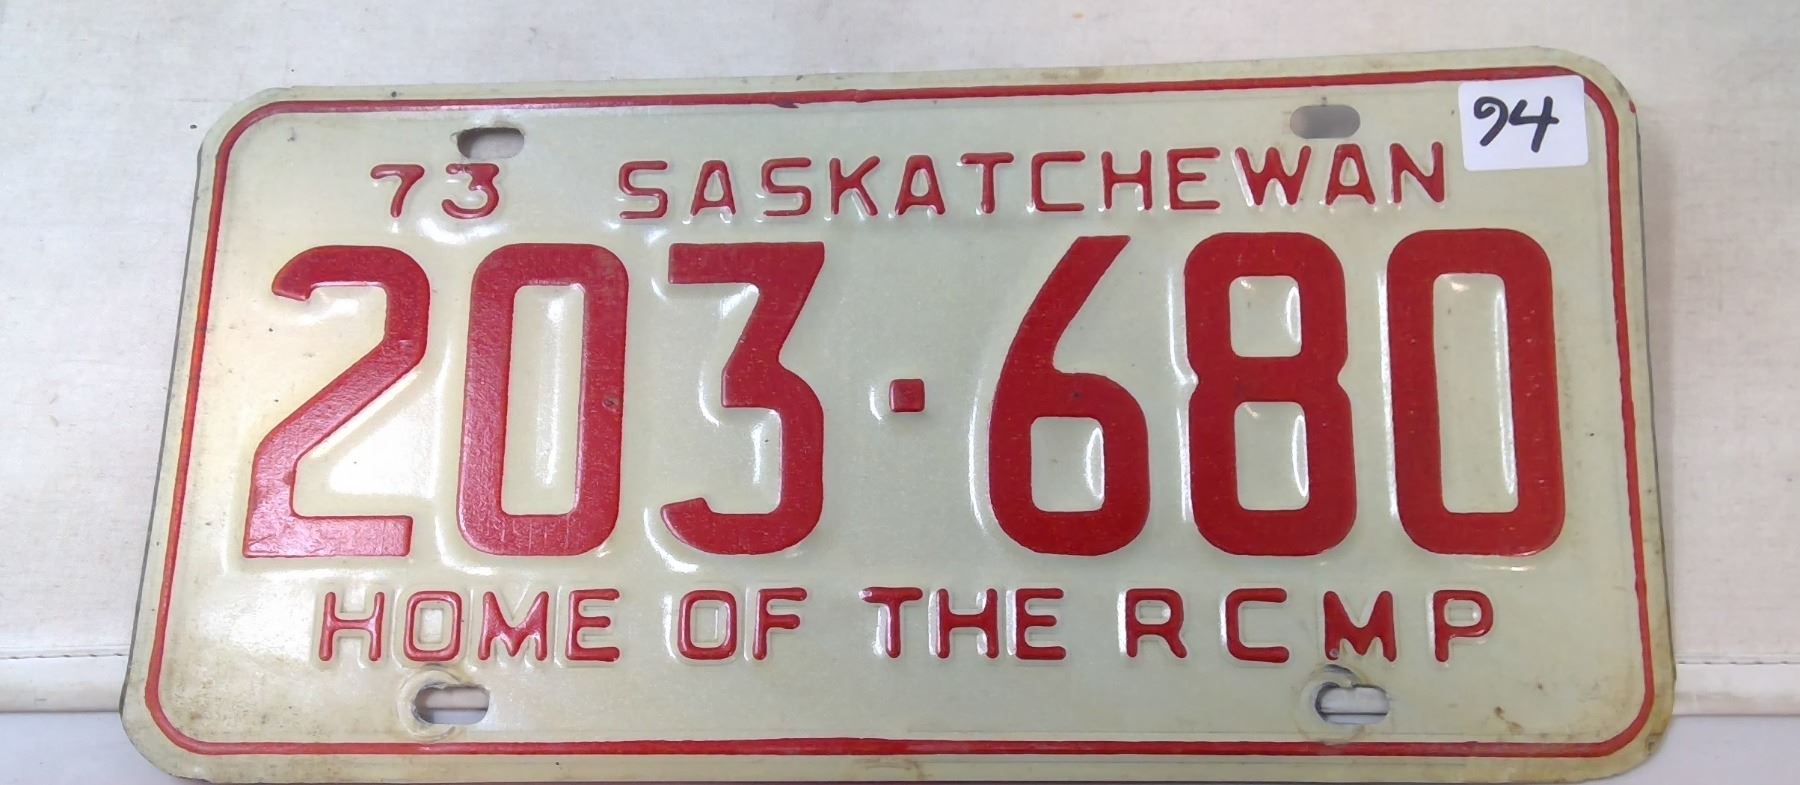 94
73 SASKATCHEWAN
203·680
HOME OF THE RCMP